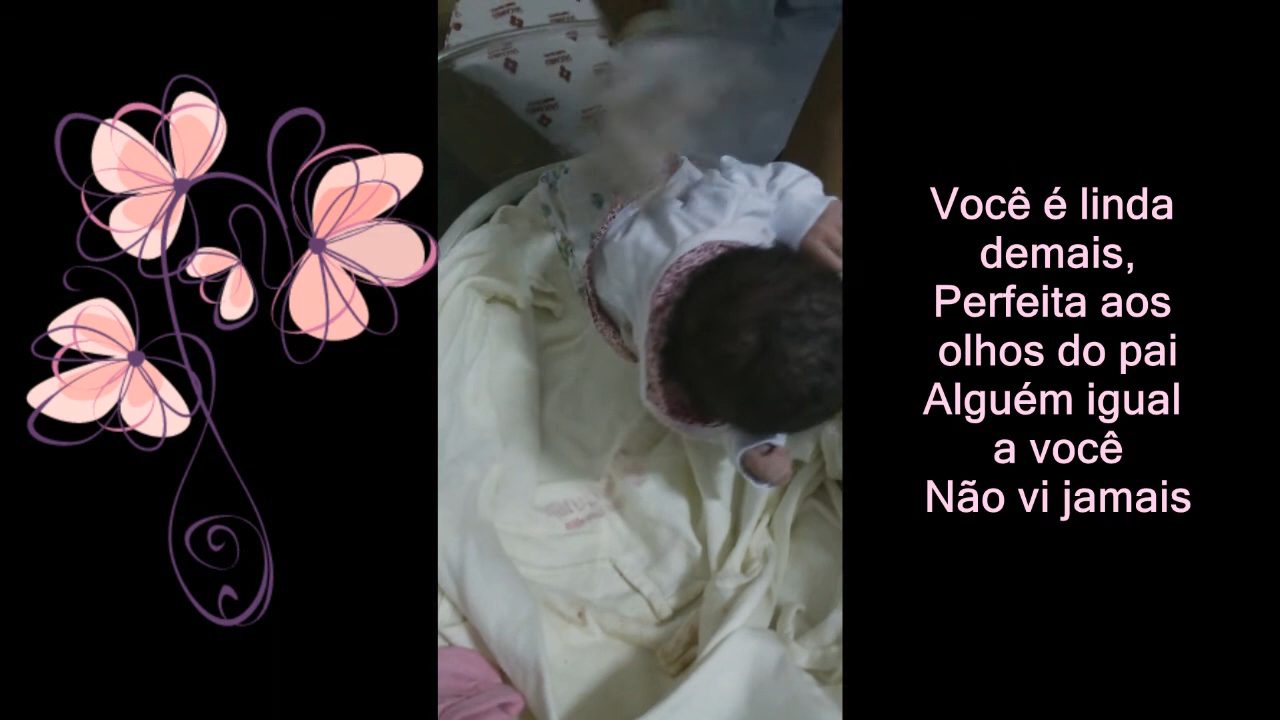 Você é linda
demais,
Perfeita aos
olhos do pai
Alguém igual
a você
Não vi jamais